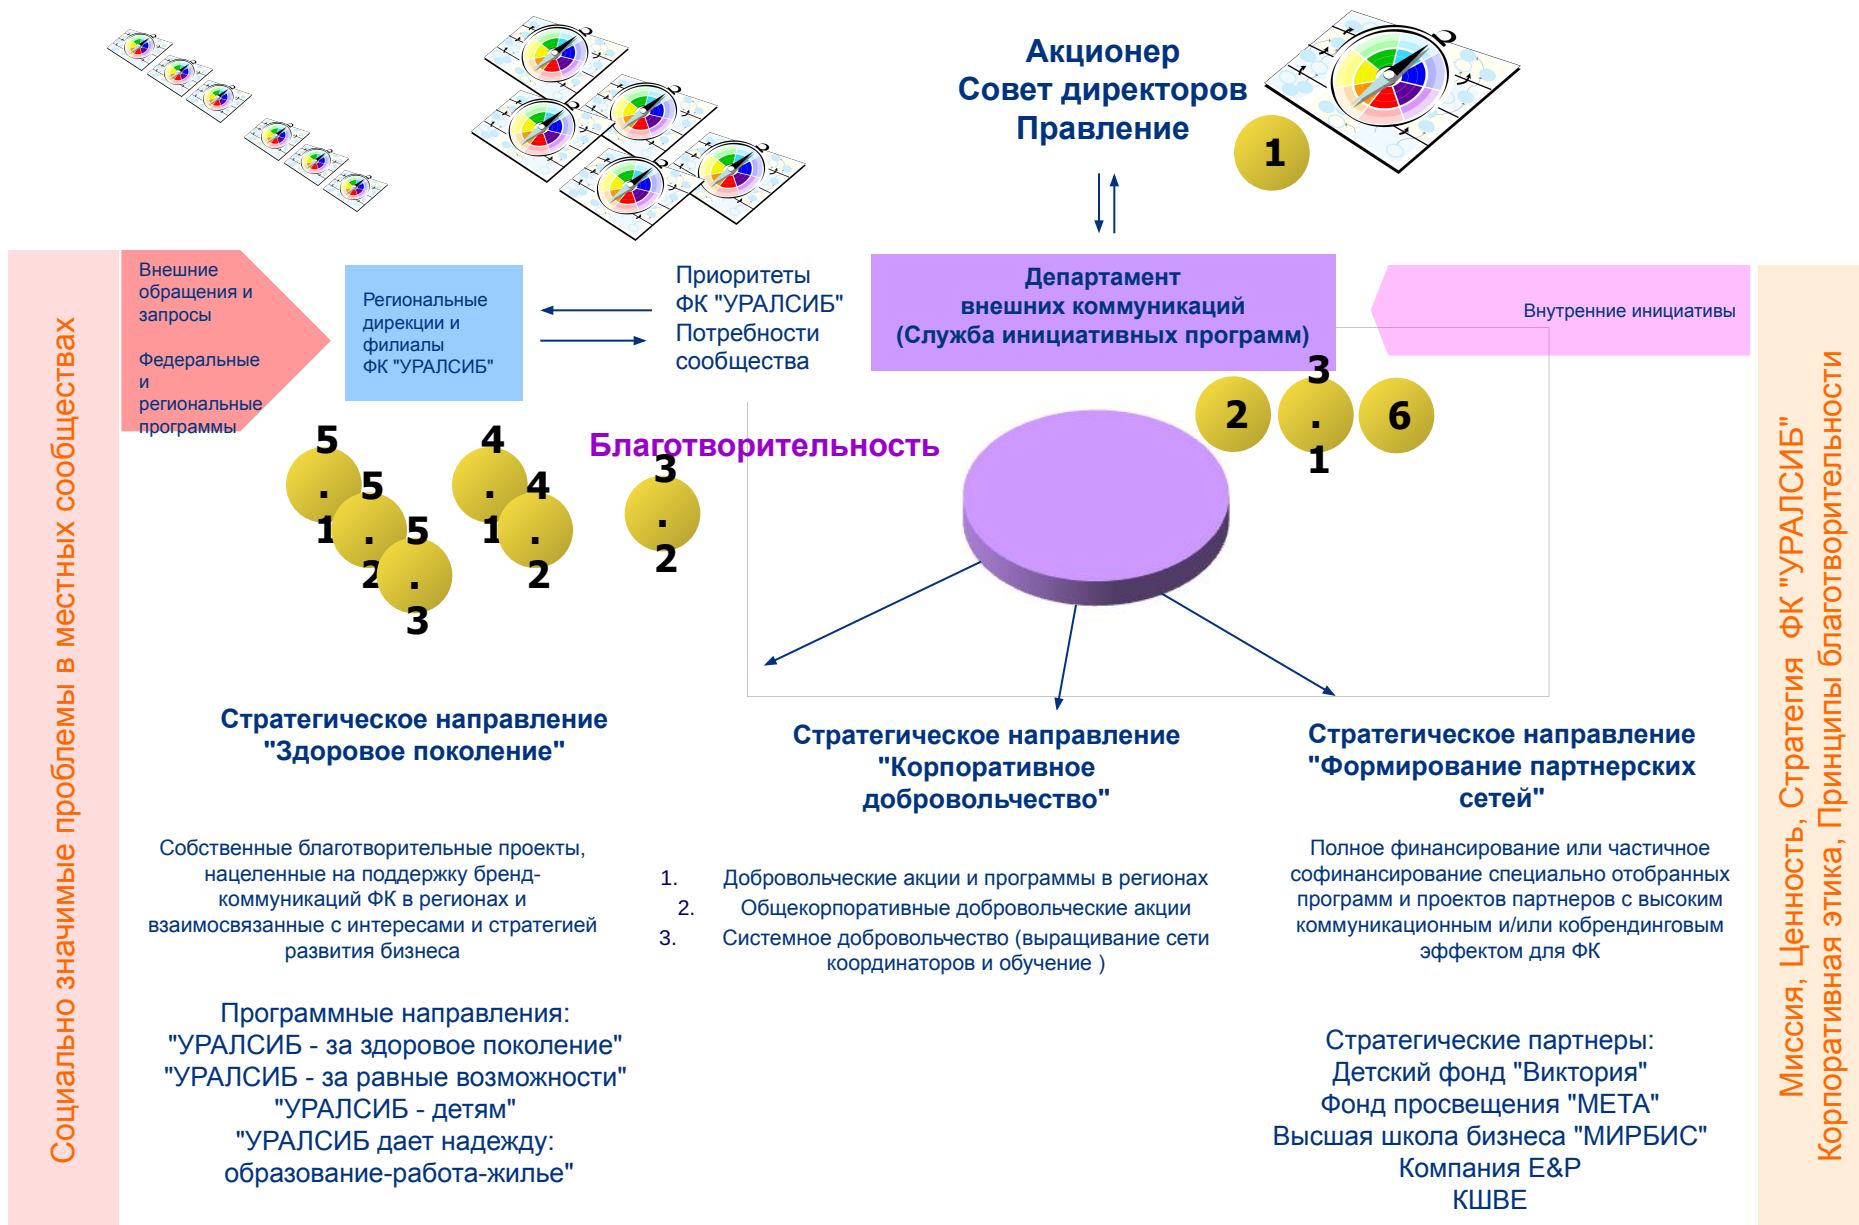 Акционер
Совет директоров
Правление
1
Внешние
обращения и
запросы
Федеральные
и
региональные
программы
Региональные
дирекции и
филиалы
ФК "УРАЛСИБ"
Приоритеты
ФК "УРАЛСИБ"
Потребности
сообщества
Департамент
внешних коммуникаций
(Служба инициативных программ)
Внутренние инициативы
2
3.1
6
Благотворительность
5.1
5.2
5.3
4.1
4.2
3.2
Социально значимые проблемы в местных сообществах
Миссия, Ценность, Стратегия ФК "УРАЛСИБ"
Корпоративная этика, Принципы благотворительности
Стратегическое направление
"Здоровое поколение"
Собственные благотворительные проекты,
нацеленные на поддержку бренд-
коммуникаций ФК в регионах и
взаимосвязанные с интересами и стратегией
развития бизнеса
Программные направления:
"УРАЛСИБ - за здоровое поколение"
"УРАЛСИБ - за равные возможности"
"УРАЛСИБ - детям"
"УРАЛСИБ дает надежду:
образование-работа-жилье"
Стратегическое направление
"Корпоративное
добровольчество"
1. Добровольческие акции и программы в регионах
2. Общекорпоративные добровольческие акции
3. Системное добровольчество (выращивание сети
координаторов и обучение )
Стратегическое направление
"Формирование партнерских
сетей"
Полное финансирование или частичное
софинансирование специально отобранных
программ и проектов партнеров с высоким
коммуникационным и/или кобрендинговым
эффектом для ФК
Стратегические партнеры:
Детский фонд "Виктория"
Фонд просвещения "МЕТА"
Высшая школа бизнеса "МИРБИС"
Компания E&P
КШВЕ